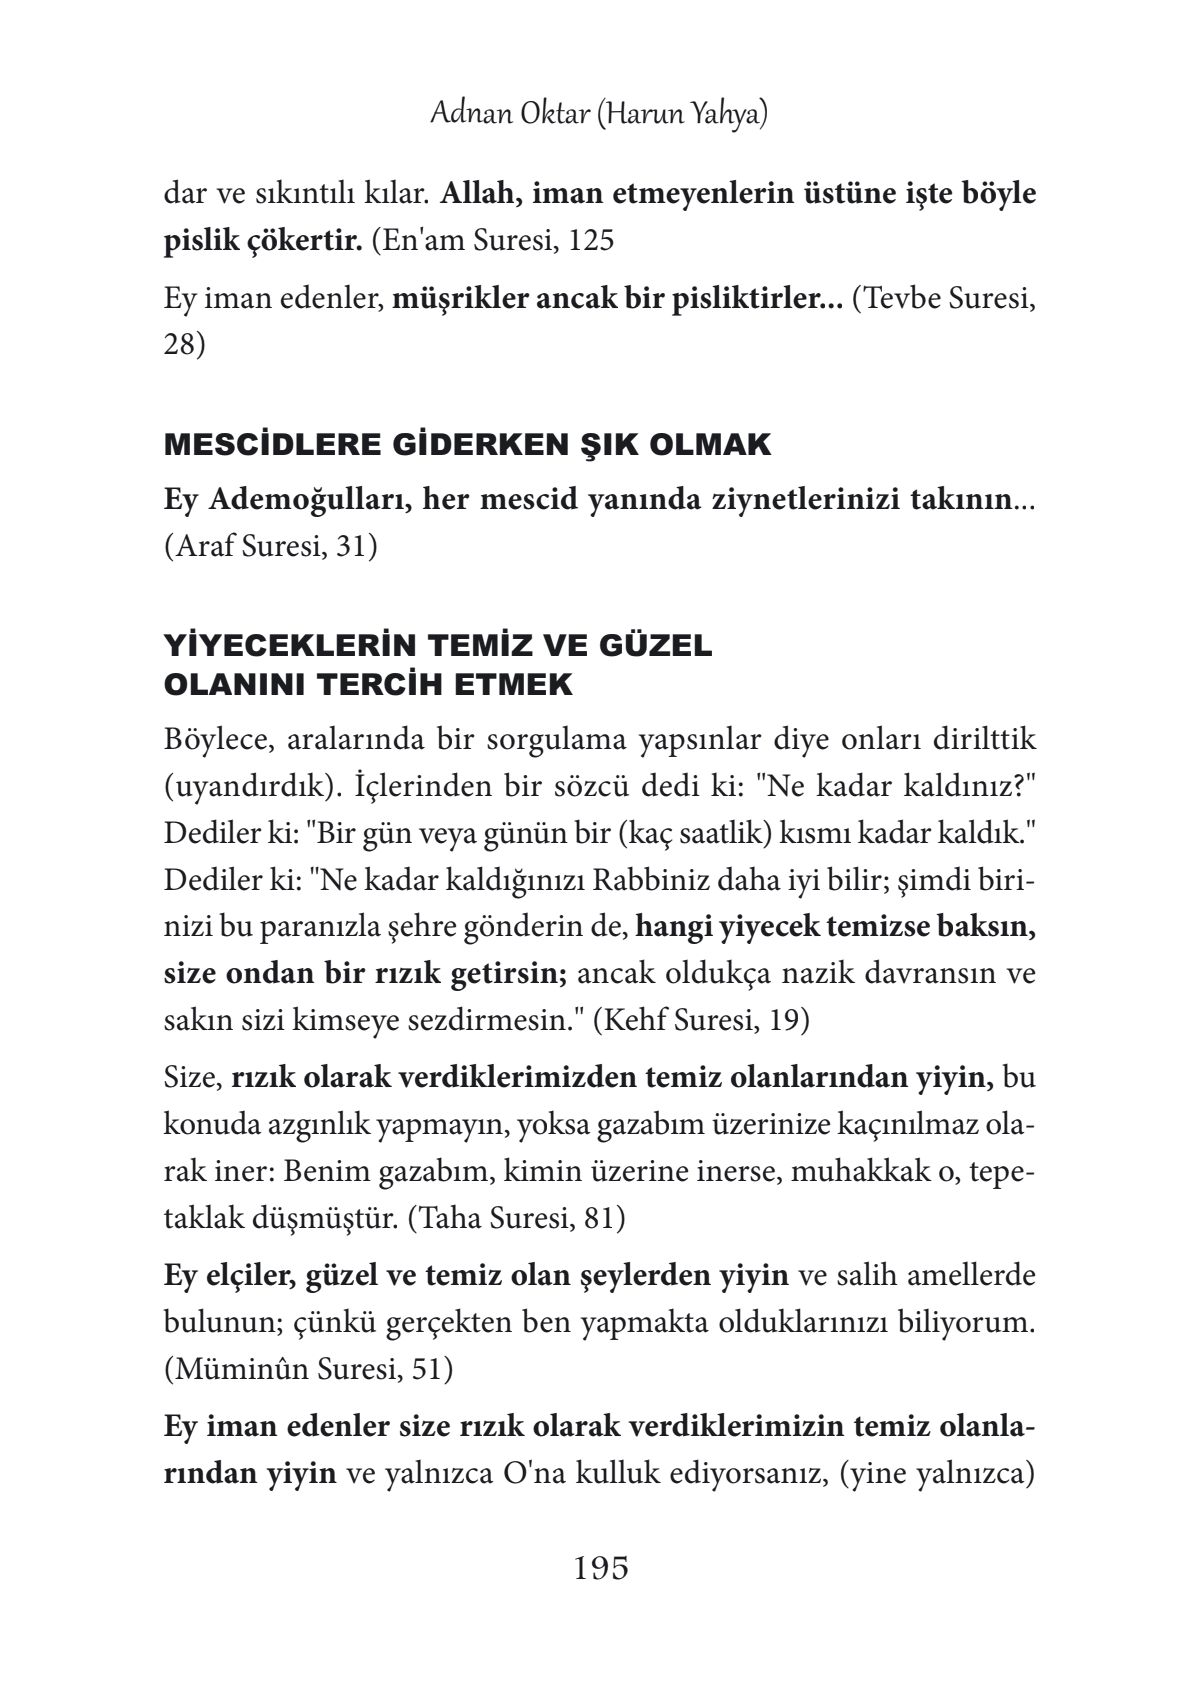 Adnan Oktar (Harun Yahya)
dar ve sıkıntılı kılar. Allah, iman etmeyenlerin üstüne işte böyle
pislik çökertir. (En'am Suresi, 125
Ey iman edenler, müşrikler ancak bir pisliktirler... (Tevbe Suresi,
28)
MESCİDLERE GİDERKEN ŞIK OLMAK
Ey Ademoğulları, her mescid yanında ziynetlerinizi takının...
(Araf Suresi, 31)
YİYECEKLERİN TEMİZ VE GÜZEL
OLANINI TERCİH ETMEK
Böylece, aralarında bir sorgulama yapsınlar diye onları dirilttik
(uyandırdık). İçlerinden bir sözcü dedi ki: "Ne kadar kaldınız?"
Dediler ki: "Bir gün veya günün bir (kaç saatlik) kısmı kadar kaldık."
Dediler ki: "Ne kadar kaldığınızı Rabbiniz daha iyi bilir; şimdi biri-
nizi bu paranızla şehre gönderin de, hangi yiyecek temizse baksın,
size ondan bir rızık getirsin; ancak oldukça nazik davransın ve
sakın sizi kimseye sezdirmesin." (Kehf Suresi, 19)
Size, rızık olarak verdiklerimizden temiz olanlarından yiyin, bu
konuda azgınlık yapmayın, yoksa gazabım üzerinize kaçınılmaz ola-
rak iner: Benim gazabım, kimin üzerine inerse, muhakkak o, tepe-
taklak düşmüştür. (Taha Suresi, 81)
Ey elçiler, güzel ve temiz olan şeylerden yiyin ve salih amellerde
bulunun; çünkü gerçekten ben yapmakta olduklarınızı biliyorum.
(Müminûn Suresi, 51)
Ey iman edenler size rızık olarak verdiklerimizin temiz olanla-
rından yiyin ve yalnızca O'na kulluk ediyorsanız, (yine yalnızca)
195